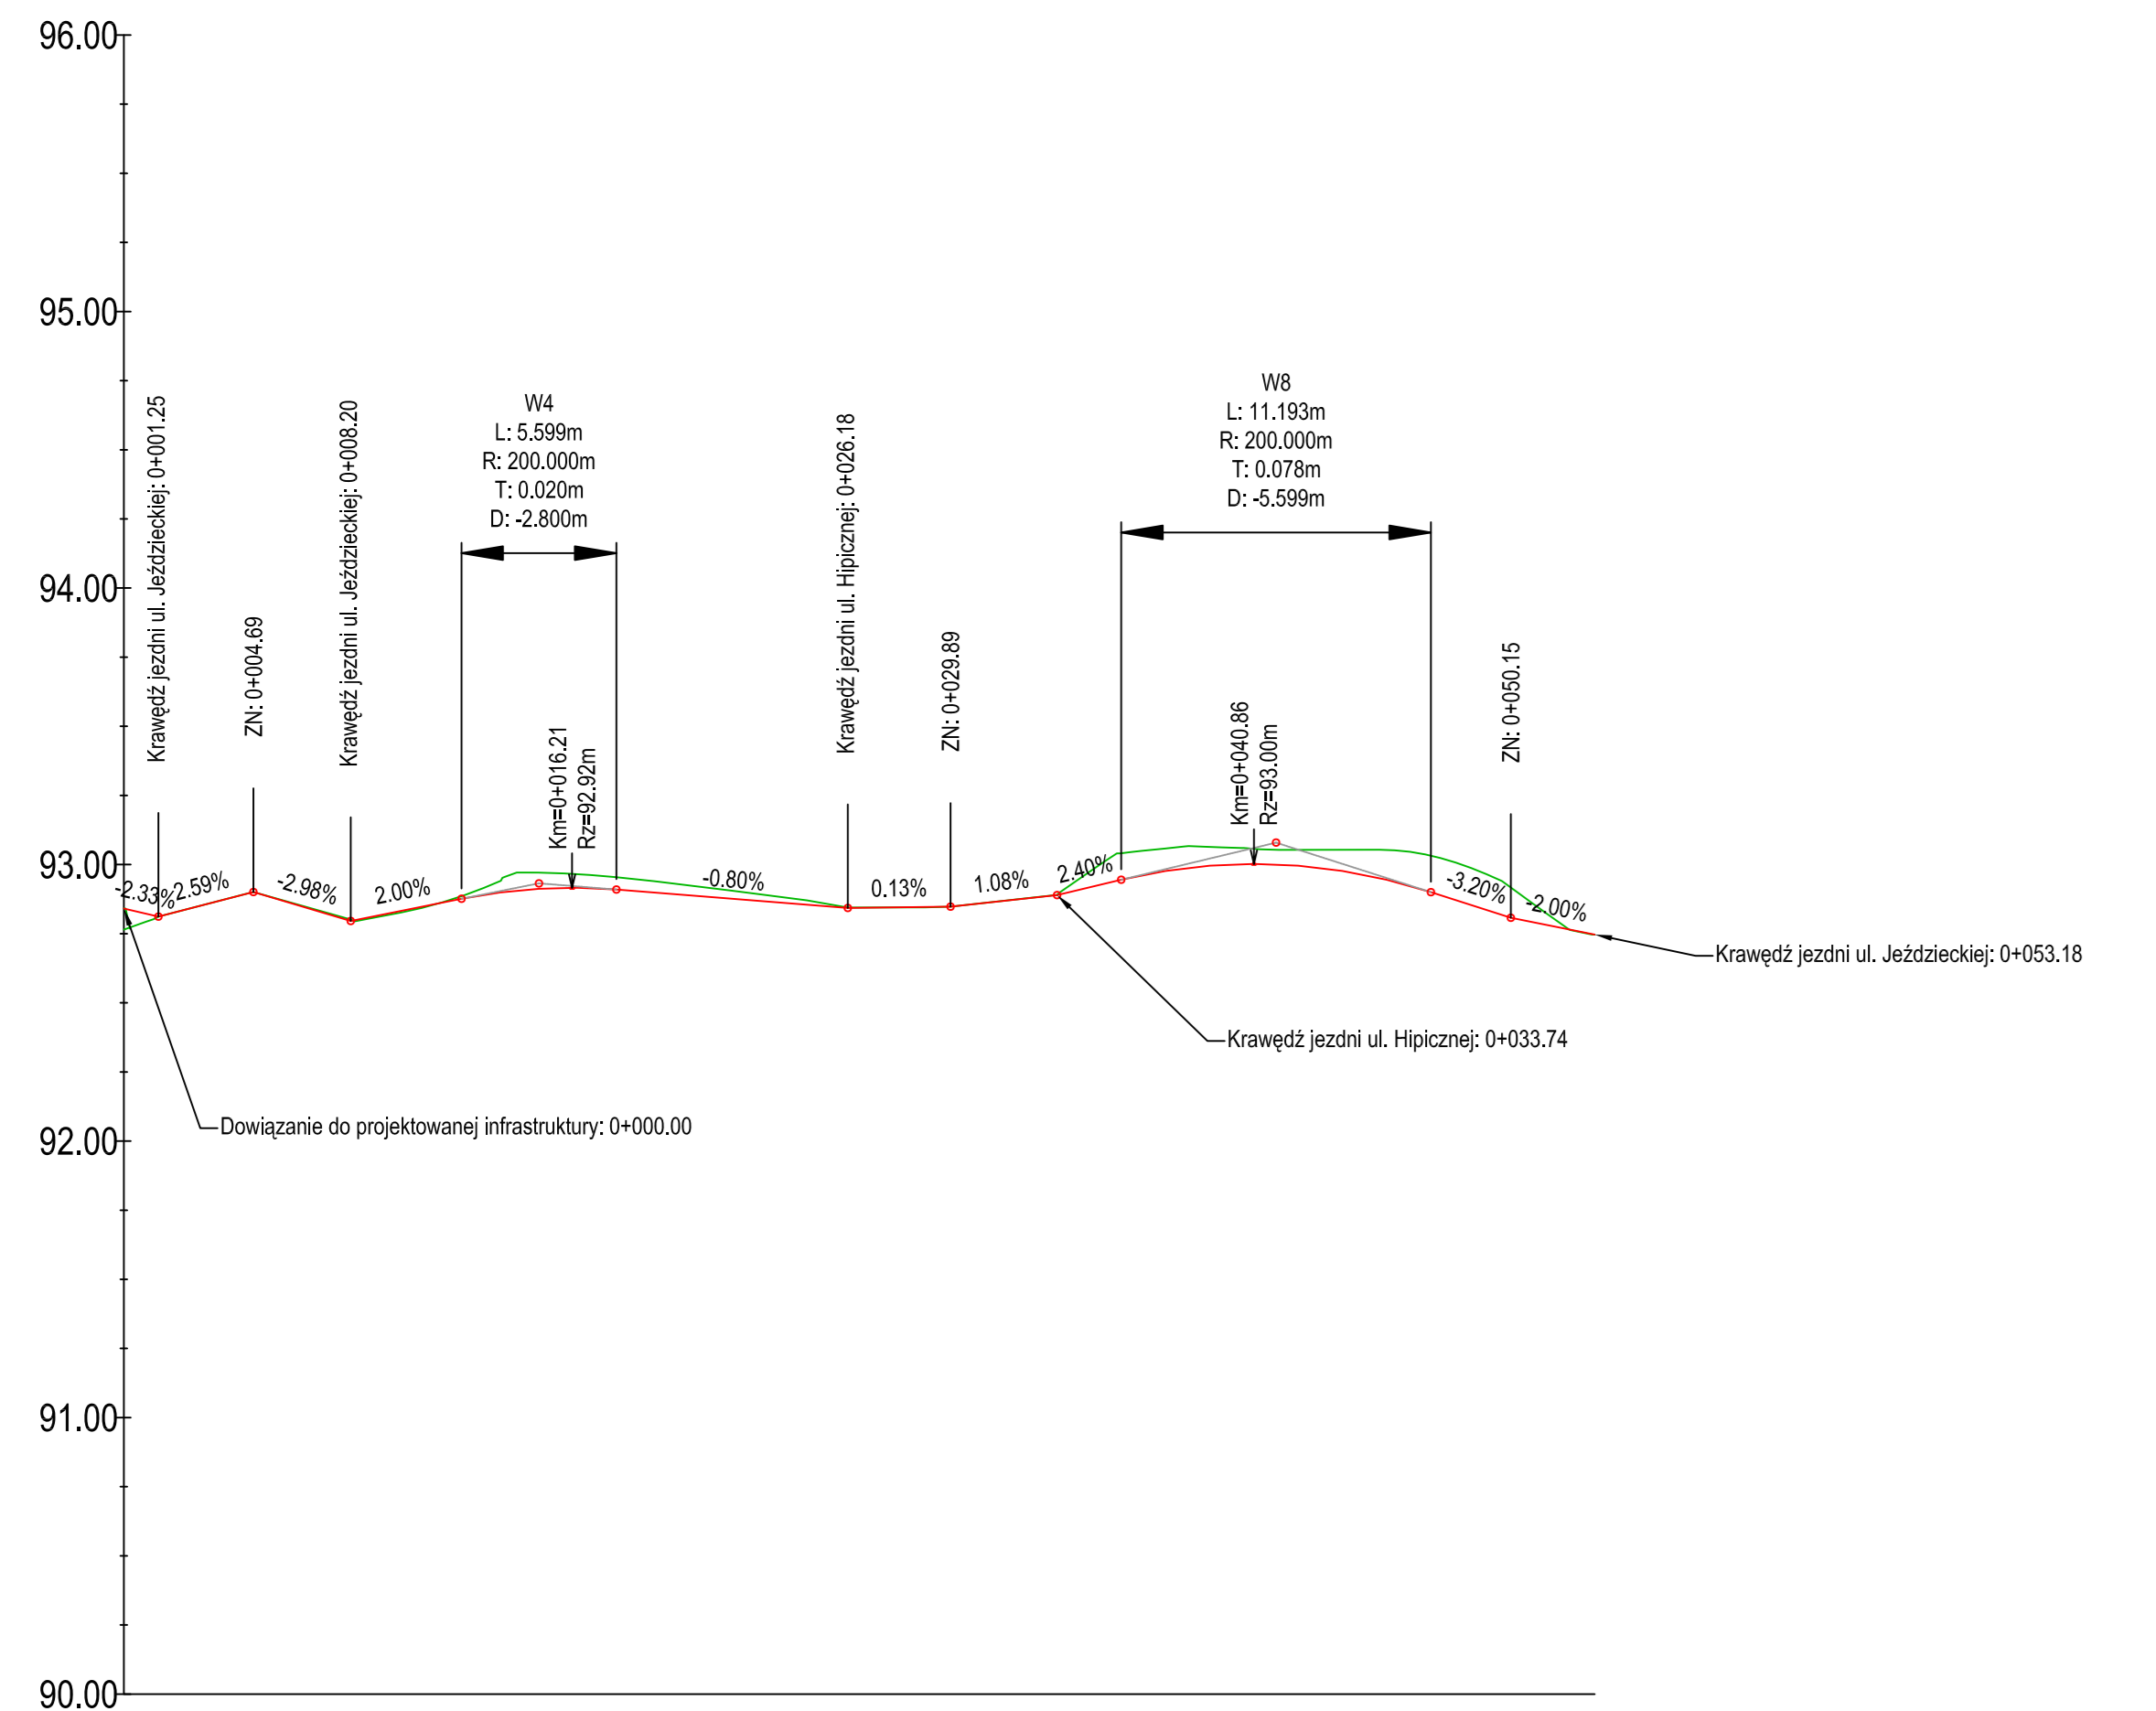 96.00
95.00
94.00
93.00
92.00
91.00
90.00
Krawędź jezdni ul. Jeździeckiej: 0+001.25
ZN: 0+004.69
Krawędź jezdni ul. Jeździeckiej: 0+008.20
W4
L: 5.599m
R: 200.000m
T: 0.020m
D: -2.800m
Km=0+016.21
Rz=92.92m
Krawędź jezdni ul. Hipicznej: 0+026.18
ZN: 0+029.89
W8
L: 11.193m
R: 200.000m
T: 0.078m
D: -5.599m
Km=0+040.86
Rz=93.00m
ZN: 0+050.15
-2.33%
2.59%
-2.98%
2.00%
-0.80%
0.13%
1.08%
2.40%
-3.20%
-2.00%
Krawędź jezdni ul. Jeździeckiej: 0+053.18
Krawędź jezdni ul. Hipicznej: 0+033.74
Dowiązanie do projektowanej infrastruktury: 0+000.00